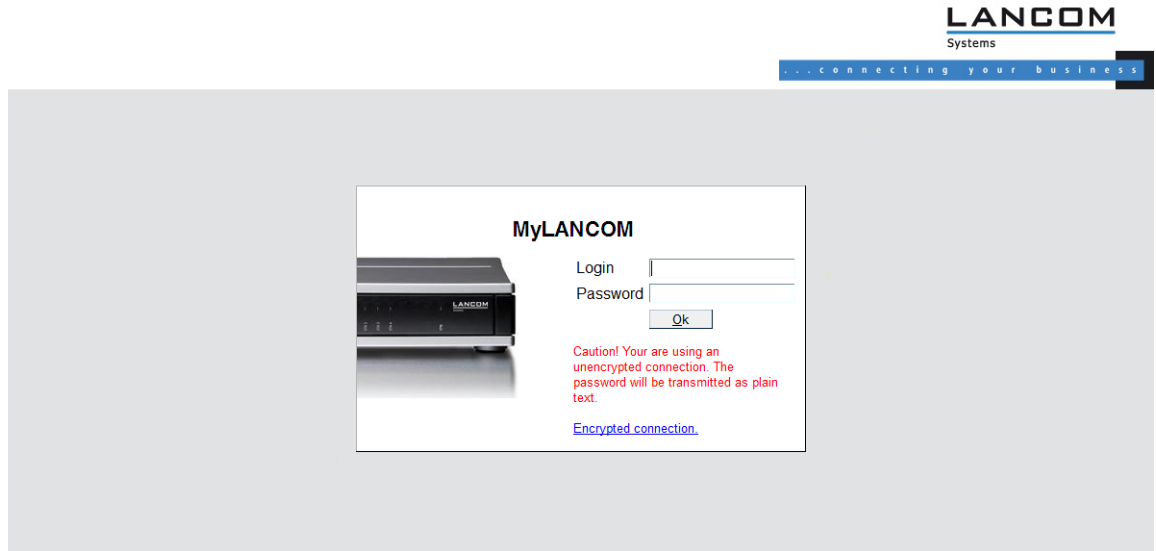 LANCOM
Systems
...connecting your business
MyLANCOM
Login
Password
LANCOM
Ok
Caution! Your are using an
unencrypted connection. The
password will be transmitted as plain
text.
Encrypted connection.